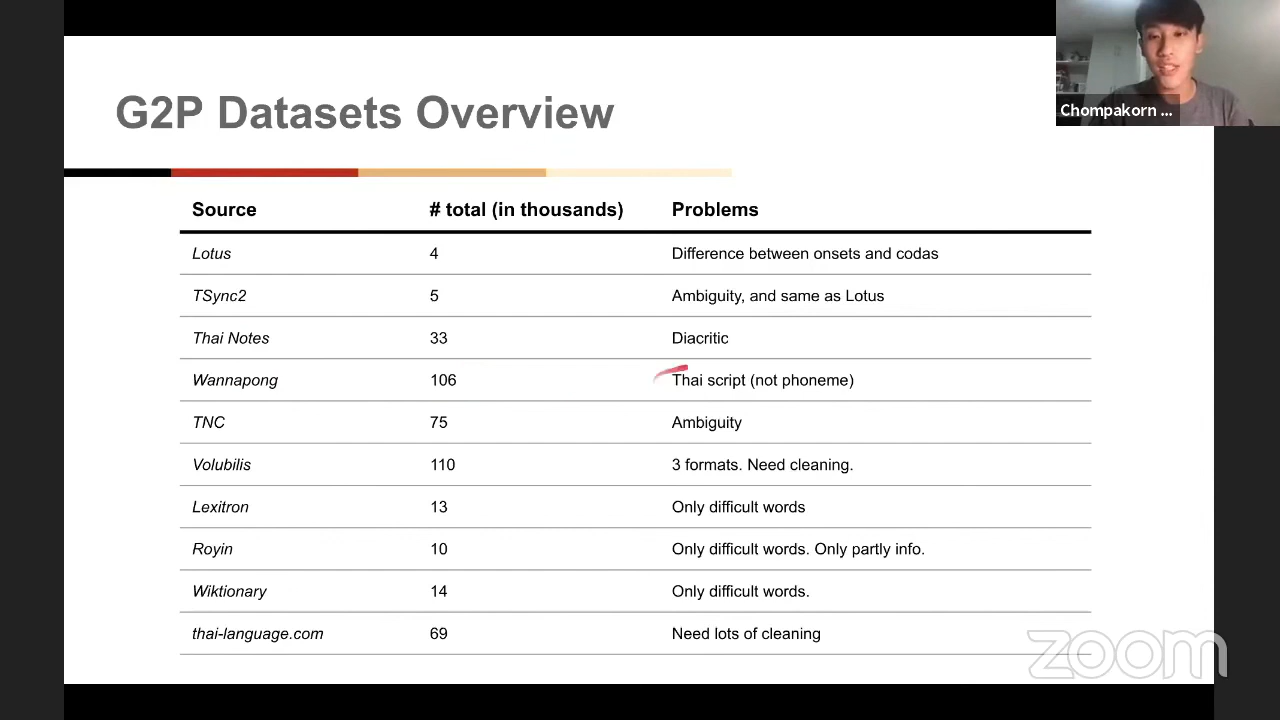 G2P Datasets Overview
Chompakorn ...
Source # total (in thousands) Problems
Lotus 4 Difference between onsets and codas
TSync2 5 Ambiguity, and same as Lotus
Thai Notes 33 Diacritic
Wannapong 106 Thai script (not phoneme)
TNC 75 Ambiguity
Volubilis 110 3 formats. Need cleaning.
Lexitron 13 Only difficult words
Royin 10 Only difficult words. Only partly info.
Wiktionary 14 Only difficult words.
thai-language.com 69 Need lots of cleaning
zoom